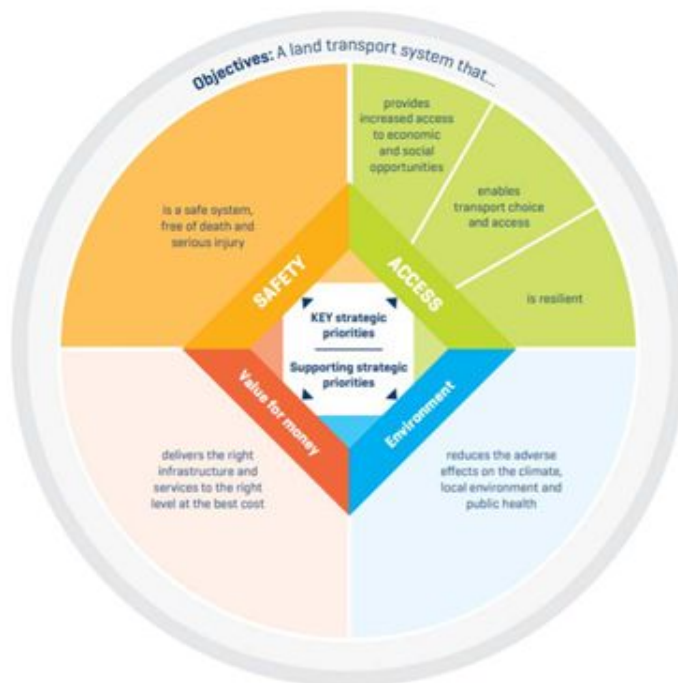 Objectives: A land transport system that...
provides
increased access
to economic
and social
opportunities
enables
transport choice
and access
is resilient
is a safe system,
free of death and
serious injury
SAFETY
ACCESS
KEY strategic
priorities
Supporting strategic
priorities
Value for money
Environment
delivers the right
infrastructure and
services to the right
level at the best cost
reduces the adverse
effects on the climate,
local environment and
public health